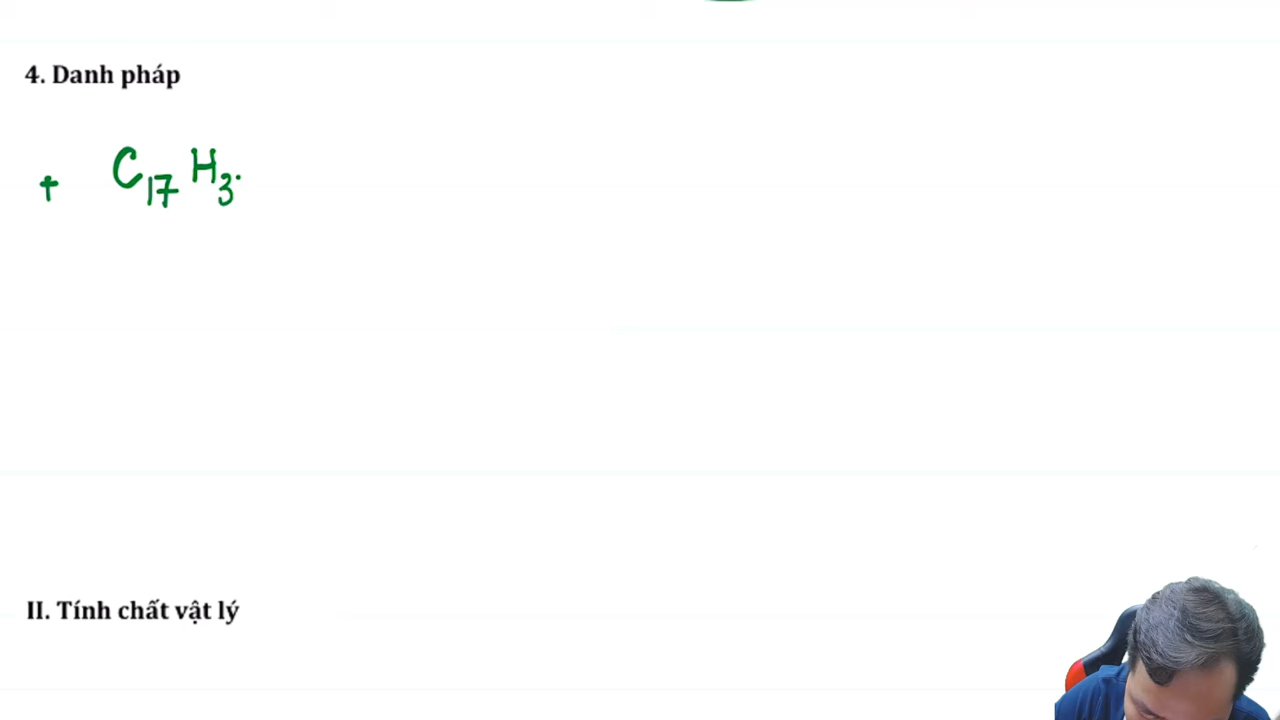 4. Danh pháp
+ C₁₇H₃.
II. Tính chất vật lý